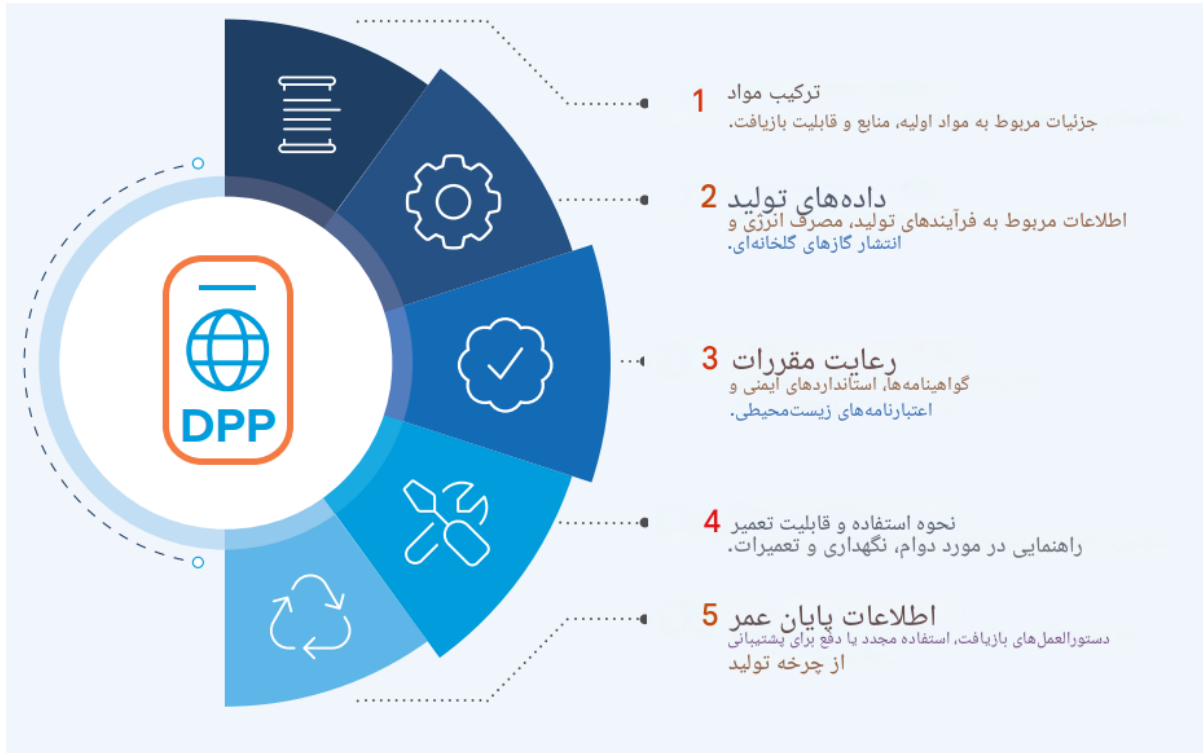 DPP
1 ترکیب مواد
جزئیات مربوط به مواد اولیه، منابع و قابلیت بازیافت.
2 داده‌های تولید
اطلاعات مربوط به فرآیندهای تولید، مصرف انرژی و
انتشار گازهای گلخانه‌ای.
3 رعایت مقررات
گواهینامه‌ها، استانداردهای ایمنی و
اعتبارنامه‌های زیست‌محیطی.
4 نحوه استفاده و قابلیت تعمیر
راهنمایی در مورد دوام، نگهداری و تعمیرات.
5 اطلاعات پایان عمر
دستورالعمل‌های بازیافت، استفاده مجدد یا دفع برای پشتیبانی
از چرخه تولید